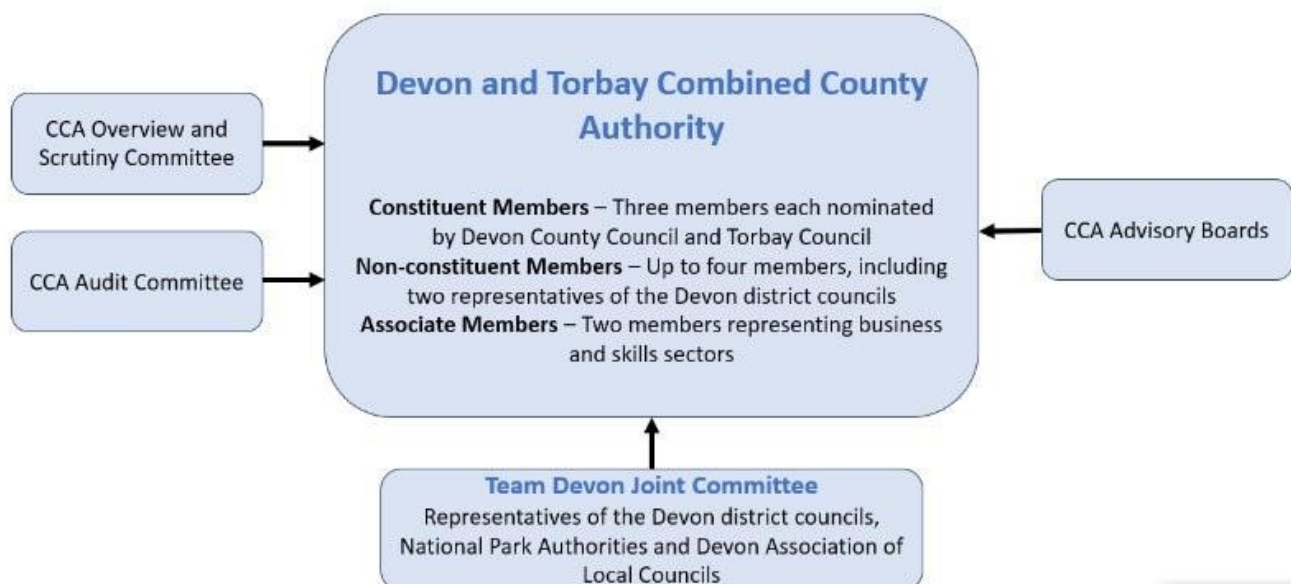 Devon and Torbay Combined County
Authority
CCA Overview and
Scrutiny Committee
CCA Audit Committee
Constituent Members – Three members each nominated
by Devon County Council and Torbay Council
Non-constituent Members – Up to four members, including
two representatives of the Devon district councils
Associate Members – Two members representing business
and skills sectors
CCA Advisory Boards
Team Devon Joint Committee
Representatives of the Devon district councils,
National Park Authorities and Devon Association of
Local Councils